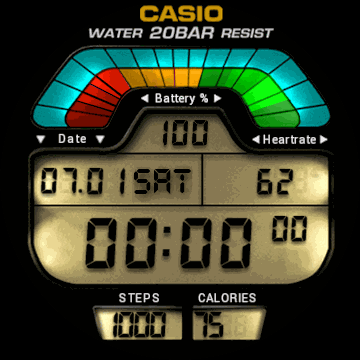 CASIO
WATER 20BAR RESIST
◄ Battery % ►
▼ Date ▼
100
◄ Heartrate ►
07.01 SAT
62
00:00 00
STEPS
CALORIES
1000
75